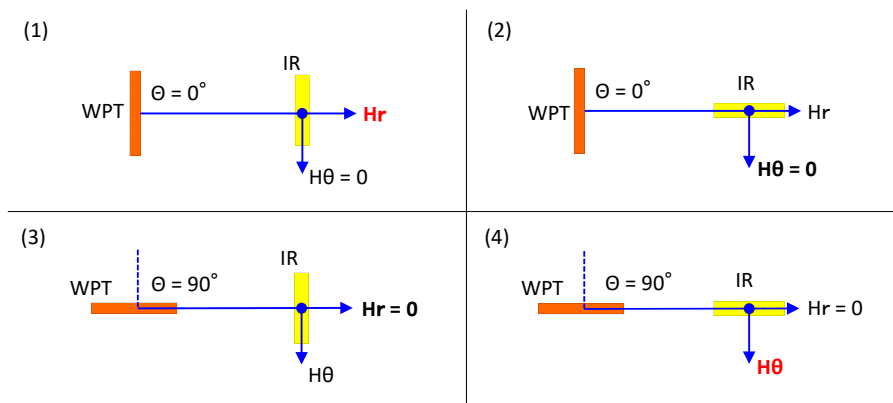 (1)
IR
Θ = 0°
WPT
Hr
Hθ = 0
(2)
IR
Θ = 0°
WPT
Hr
Hθ = 0
(3)
IR
WPT
Θ = 90°
Hr = 0
Hθ
(4)
IR
WPT
Θ = 90°
Hr = 0
Hθ